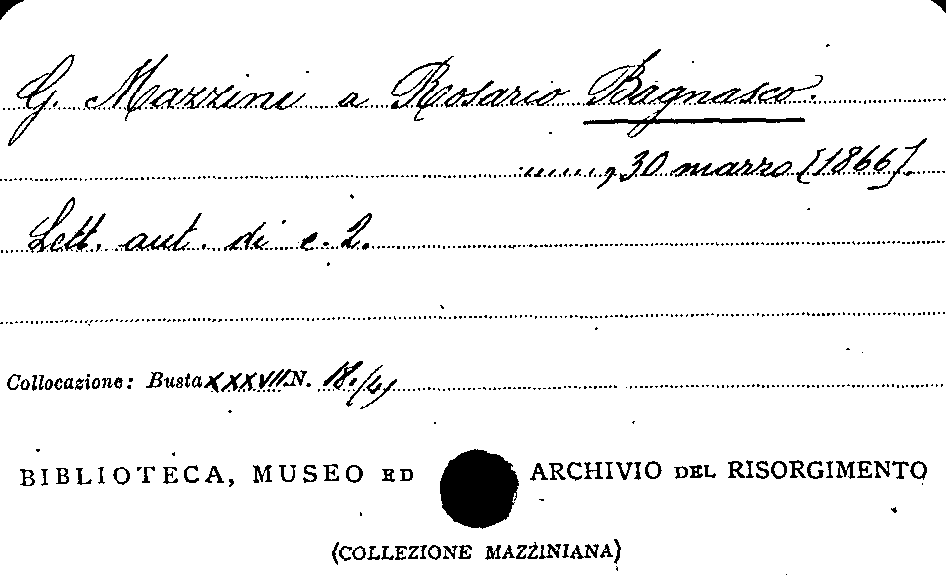 G. Mazzini a Rosario Bagnasco.
......, 30 marzo [1866].
Lett. aut. di c. 2.
Collocazione: Busta XXXVIII N. 18./4)
BIBLIOTECA, MUSEO ED ARCHIVIO DEL RISORGIMENTO
(COLLEZIONE MAZZINIANA)